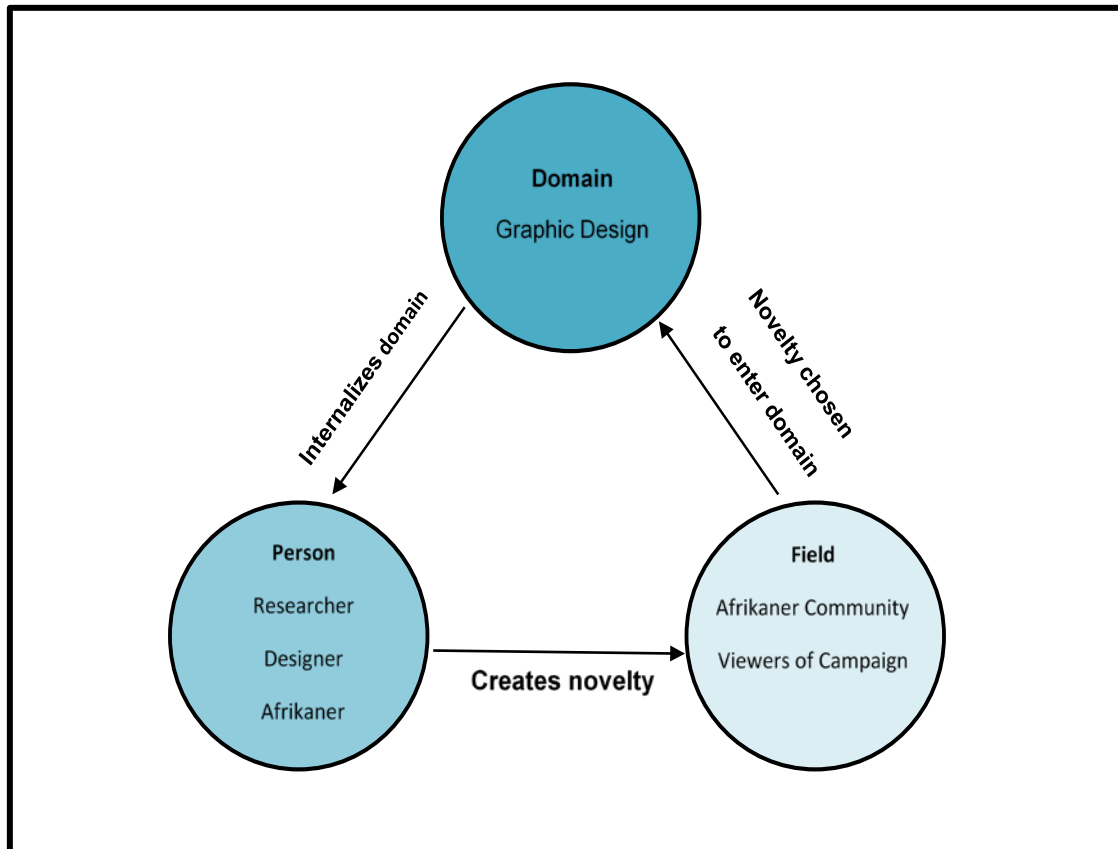 Domain
Graphic Design
Internalizes domain
Novelty chosen
to enter domain
Person
Researcher
Designer
Afrikaner
Creates novelty
Field
Afrikaner Community
Viewers of Campaign